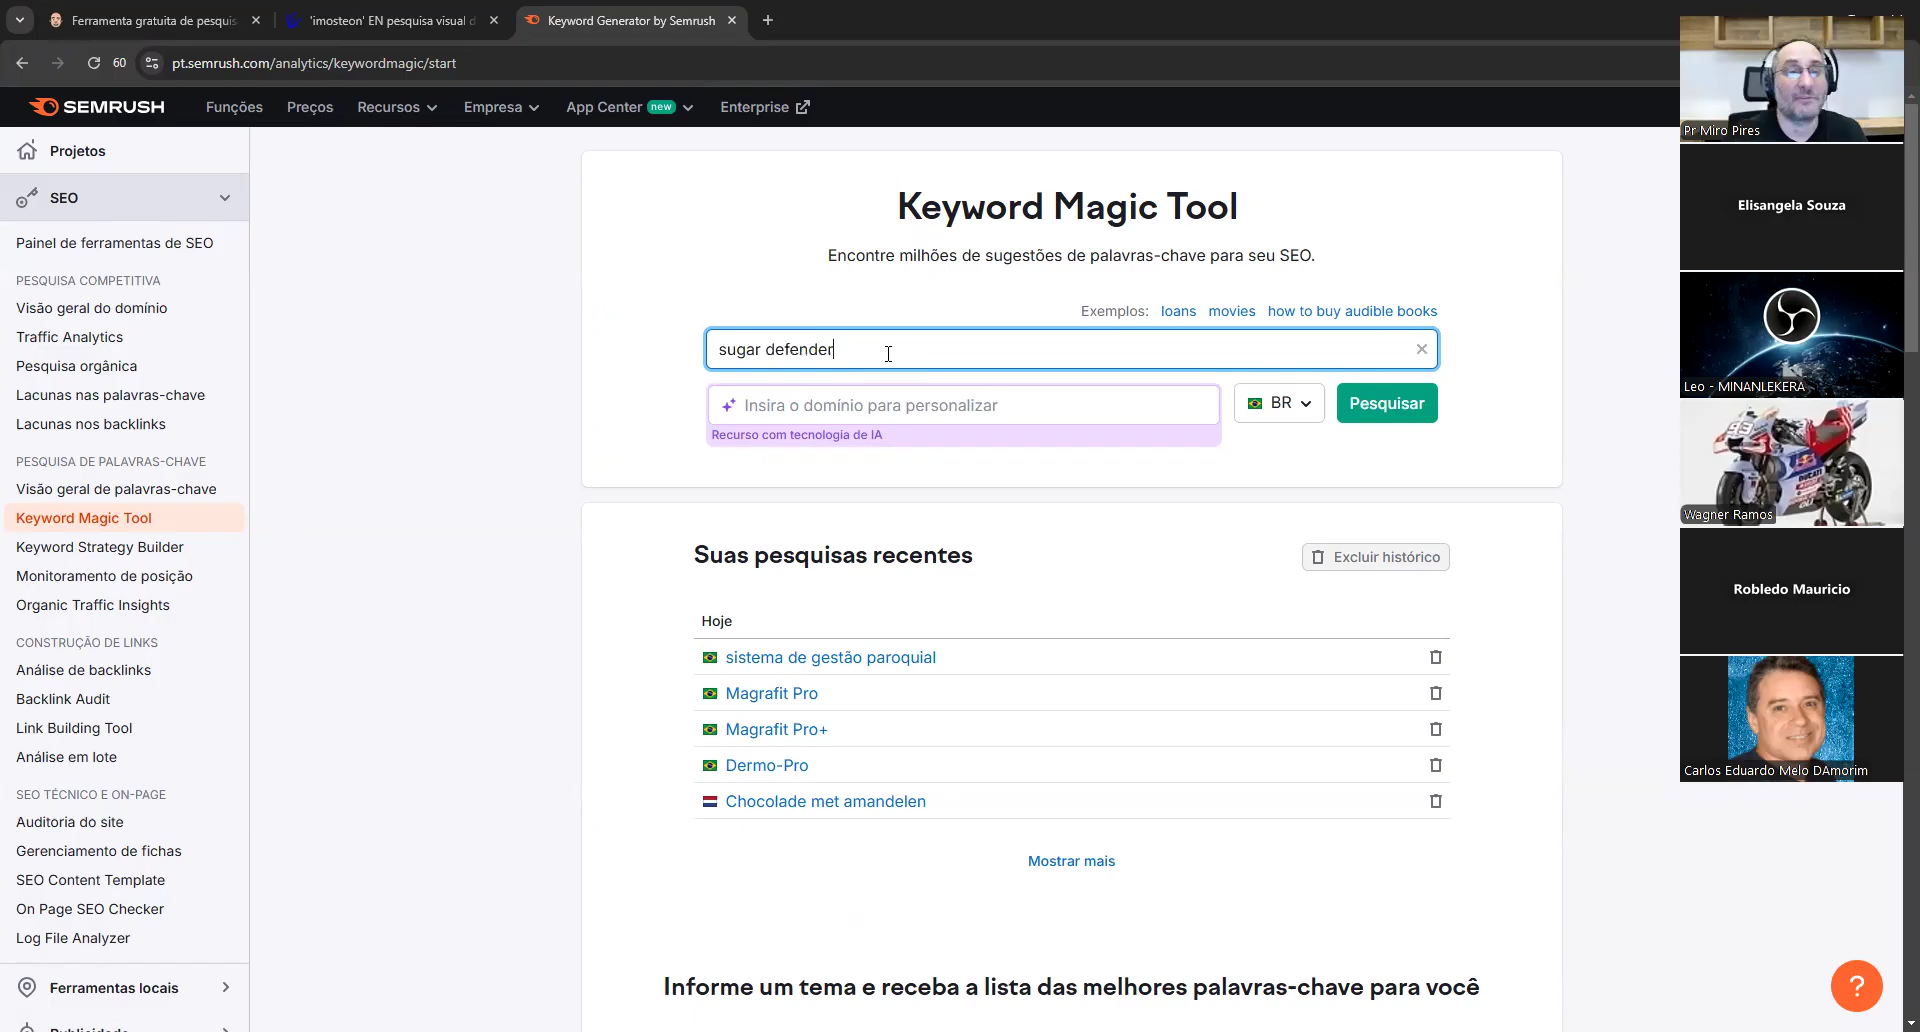 Ferramenta gratuita de pesquis
'imosteon' EN pesquisa visual d
Keyword Generator by Semrush
60
pt.semrush.com/analytics/keywordmagic/start
SEMRUSH
Funções
Preços
Recursos
Empresa
App Center new
Enterprise
Projetos
SEO
Painel de ferramentas de SEO
PESQUISA COMPETITIVA
Visão geral do domínio
Traffic Analytics
Pesquisa orgânica
Lacunas nas palavras-chave
Lacunas nos backlinks
PESQUISA DE PALAVRAS-CHAVE
Visão geral de palavras-chave
Keyword Magic Tool
Keyword Strategy Builder
Monitoramento de posição
Organic Traffic Insights
CONSTRUÇÃO DE LINKS
Análise de backlinks
Backlink Audit
Link Building Tool
Análise em lote
SEO TÉCNICO E ON-PAGE
Auditoria do site
Gerenciamento de fichas
SEO Content Template
On Page SEO Checker
Log File Analyzer
Ferramentas locais
Publicidade
Keyword Magic Tool
Encontre milhões de sugestões de palavras-chave para seu SEO.
Exemplos: loans movies how to buy audible books
sugar defender
Insira o domínio para personalizar
BR
Pesquisar
Recurso com tecnologia de IA
Suas pesquisas recentes
Excluir histórico
Hoje
sistema de gestão paroquial
Magrafit Pro
Magrafit Pro+
Dermo-Pro
Chocolade met amandelen
Mostrar mais
Informe um tema e receba a lista das melhores palavras-chave para você
Pr Miro Pires
Elisangela Souza
Leo - MINANLEKERA
93
Wagner Ramos
Robledo Mauricio
Carlos Eduardo Melo DAmorim
?